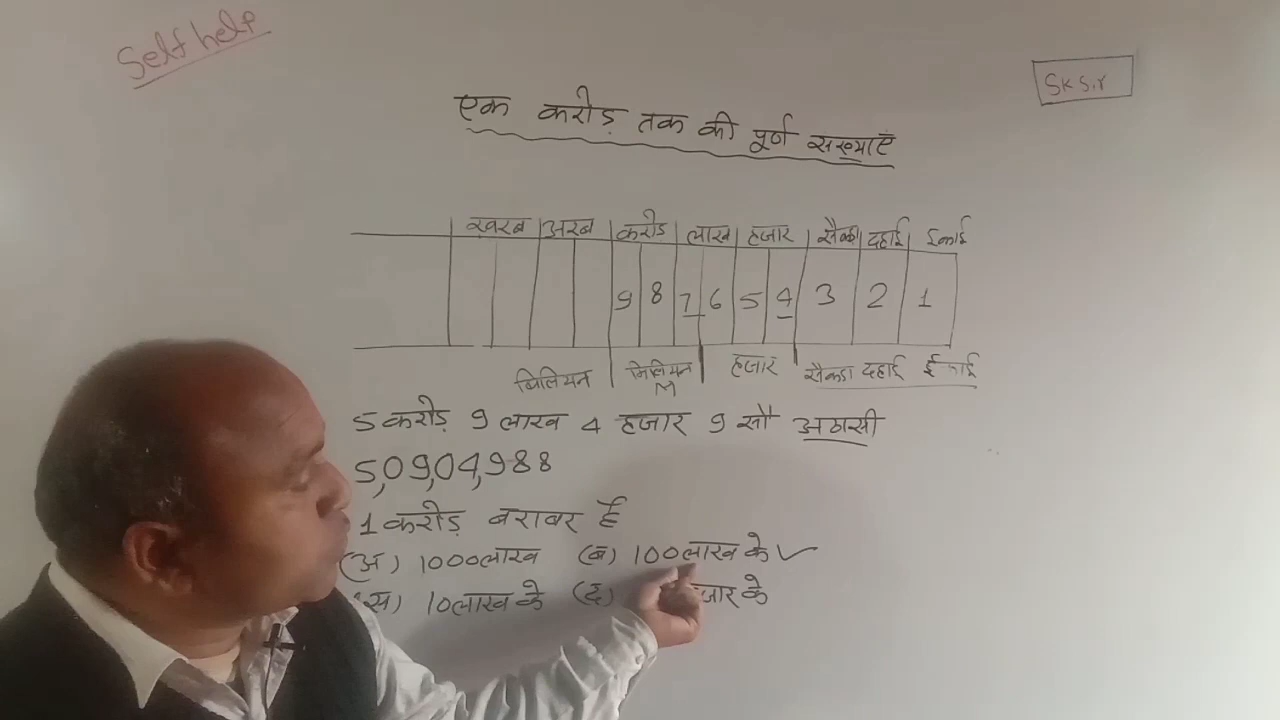 Self help
SK Sir
एक करोड़ तक की पूर्ण संख्याएँ
खरब अरब करोड़ लाख हजार सैकड़ा दहाई ईकाई
9 8 7 6 5 4 3 2 1
बिलियन मिलियन हजार सैकडा दहाई ईकाई
M
5 करोड़ 9 लाख 4 हजार 9 सौ अठासी
5,09,04,988
1 करोड़ बराबर है
(अ) 1000 लाख (ब) 100 लाख के ✓
(स) 10 लाख के (द) जार के